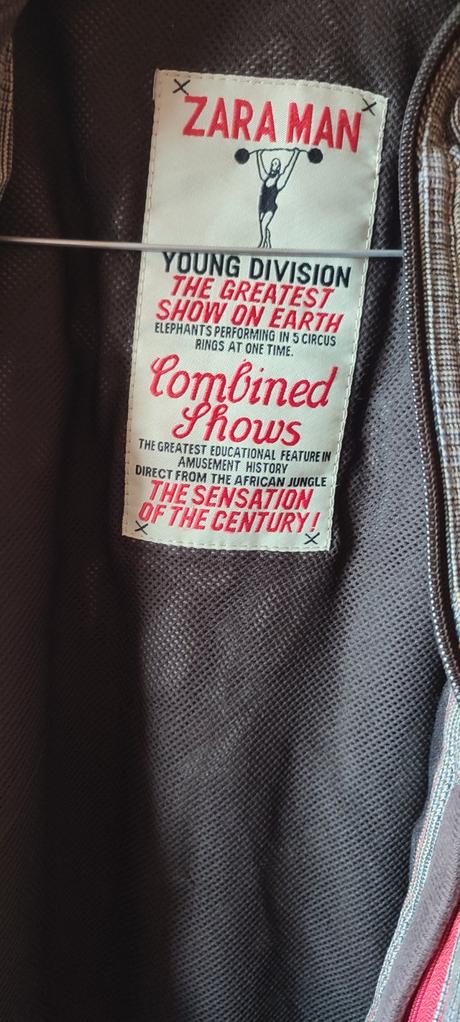 ZARA MAN
YOUNG DIVISION
THE GREATEST
SHOW ON EARTH
ELEPHANTS PERFORMING IN 5 CIRCUS
RINGS AT ONE TIME.
Combined
Shows
THE GREATEST EDUCATIONAL FEATURE IN
AMUSEMENT HISTORY
DIRECT FROM THE AFRICAN JUNGLE
THE SENSATION
OF THE CENTURY!